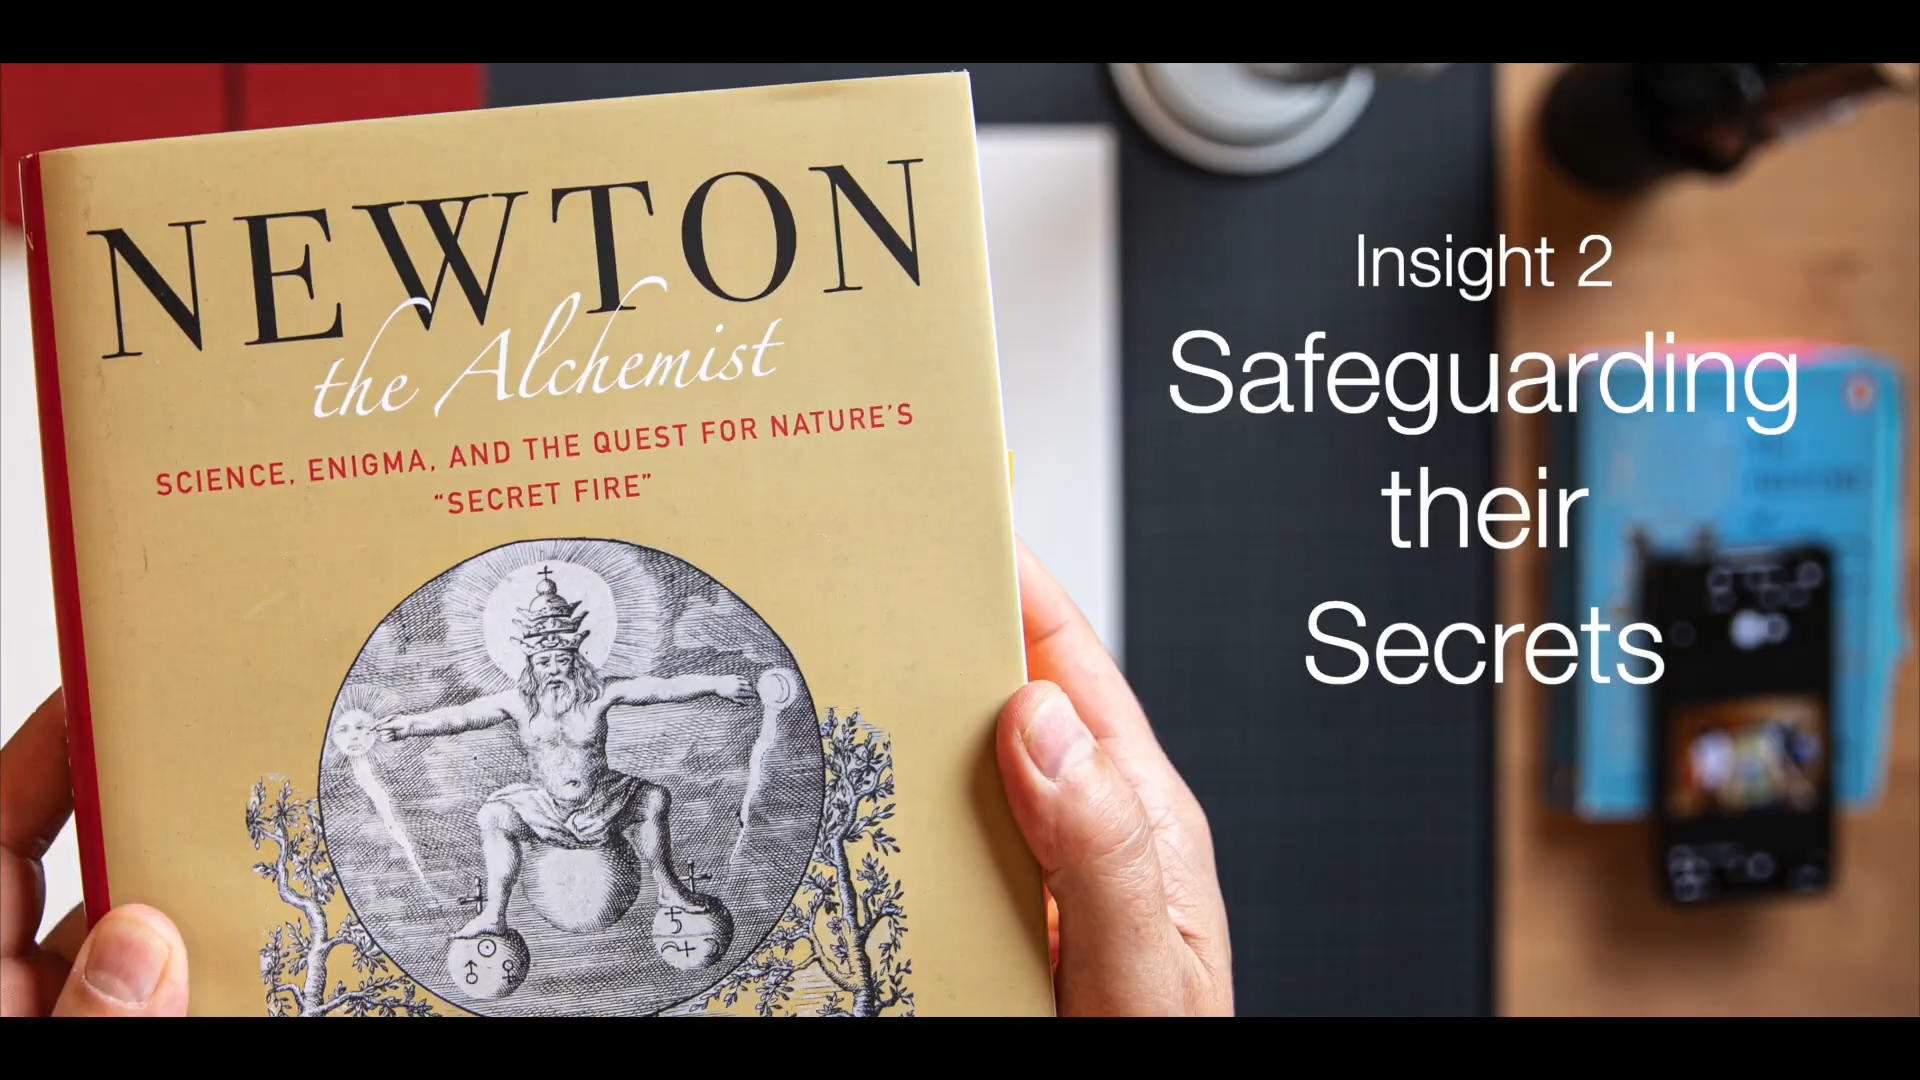 NEWTON
the Alchemist
SCIENCE, ENIGMA, AND THE QUEST FOR NATURE'S
“SECRET FIRE”
Insight 2
Safeguarding
their
Secrets